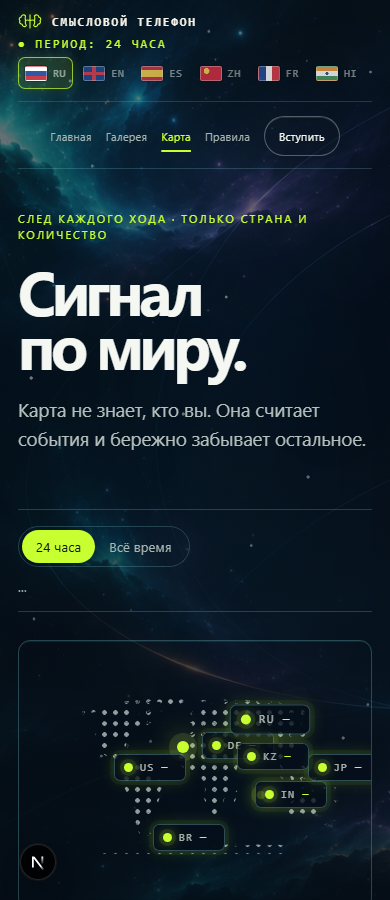 СМЫСЛОВОЙ ТЕЛЕФОН
ПЕРИОД: 24 ЧАСА
RU EN ES ZH FR HI
Главная Галерея Карта Правила Вступить
СЛЕД КАЖДОГО ХОДА · ТОЛЬКО СТРАНА И
КОЛИЧЕСТВО
Сигнал
по миру.
Карта не знает, кто вы. Она считает
события и бережно забывает остальное.
24 часа Всё время
…
RU —
DE
KZ —
US —
JP —
IN —
BR —
N